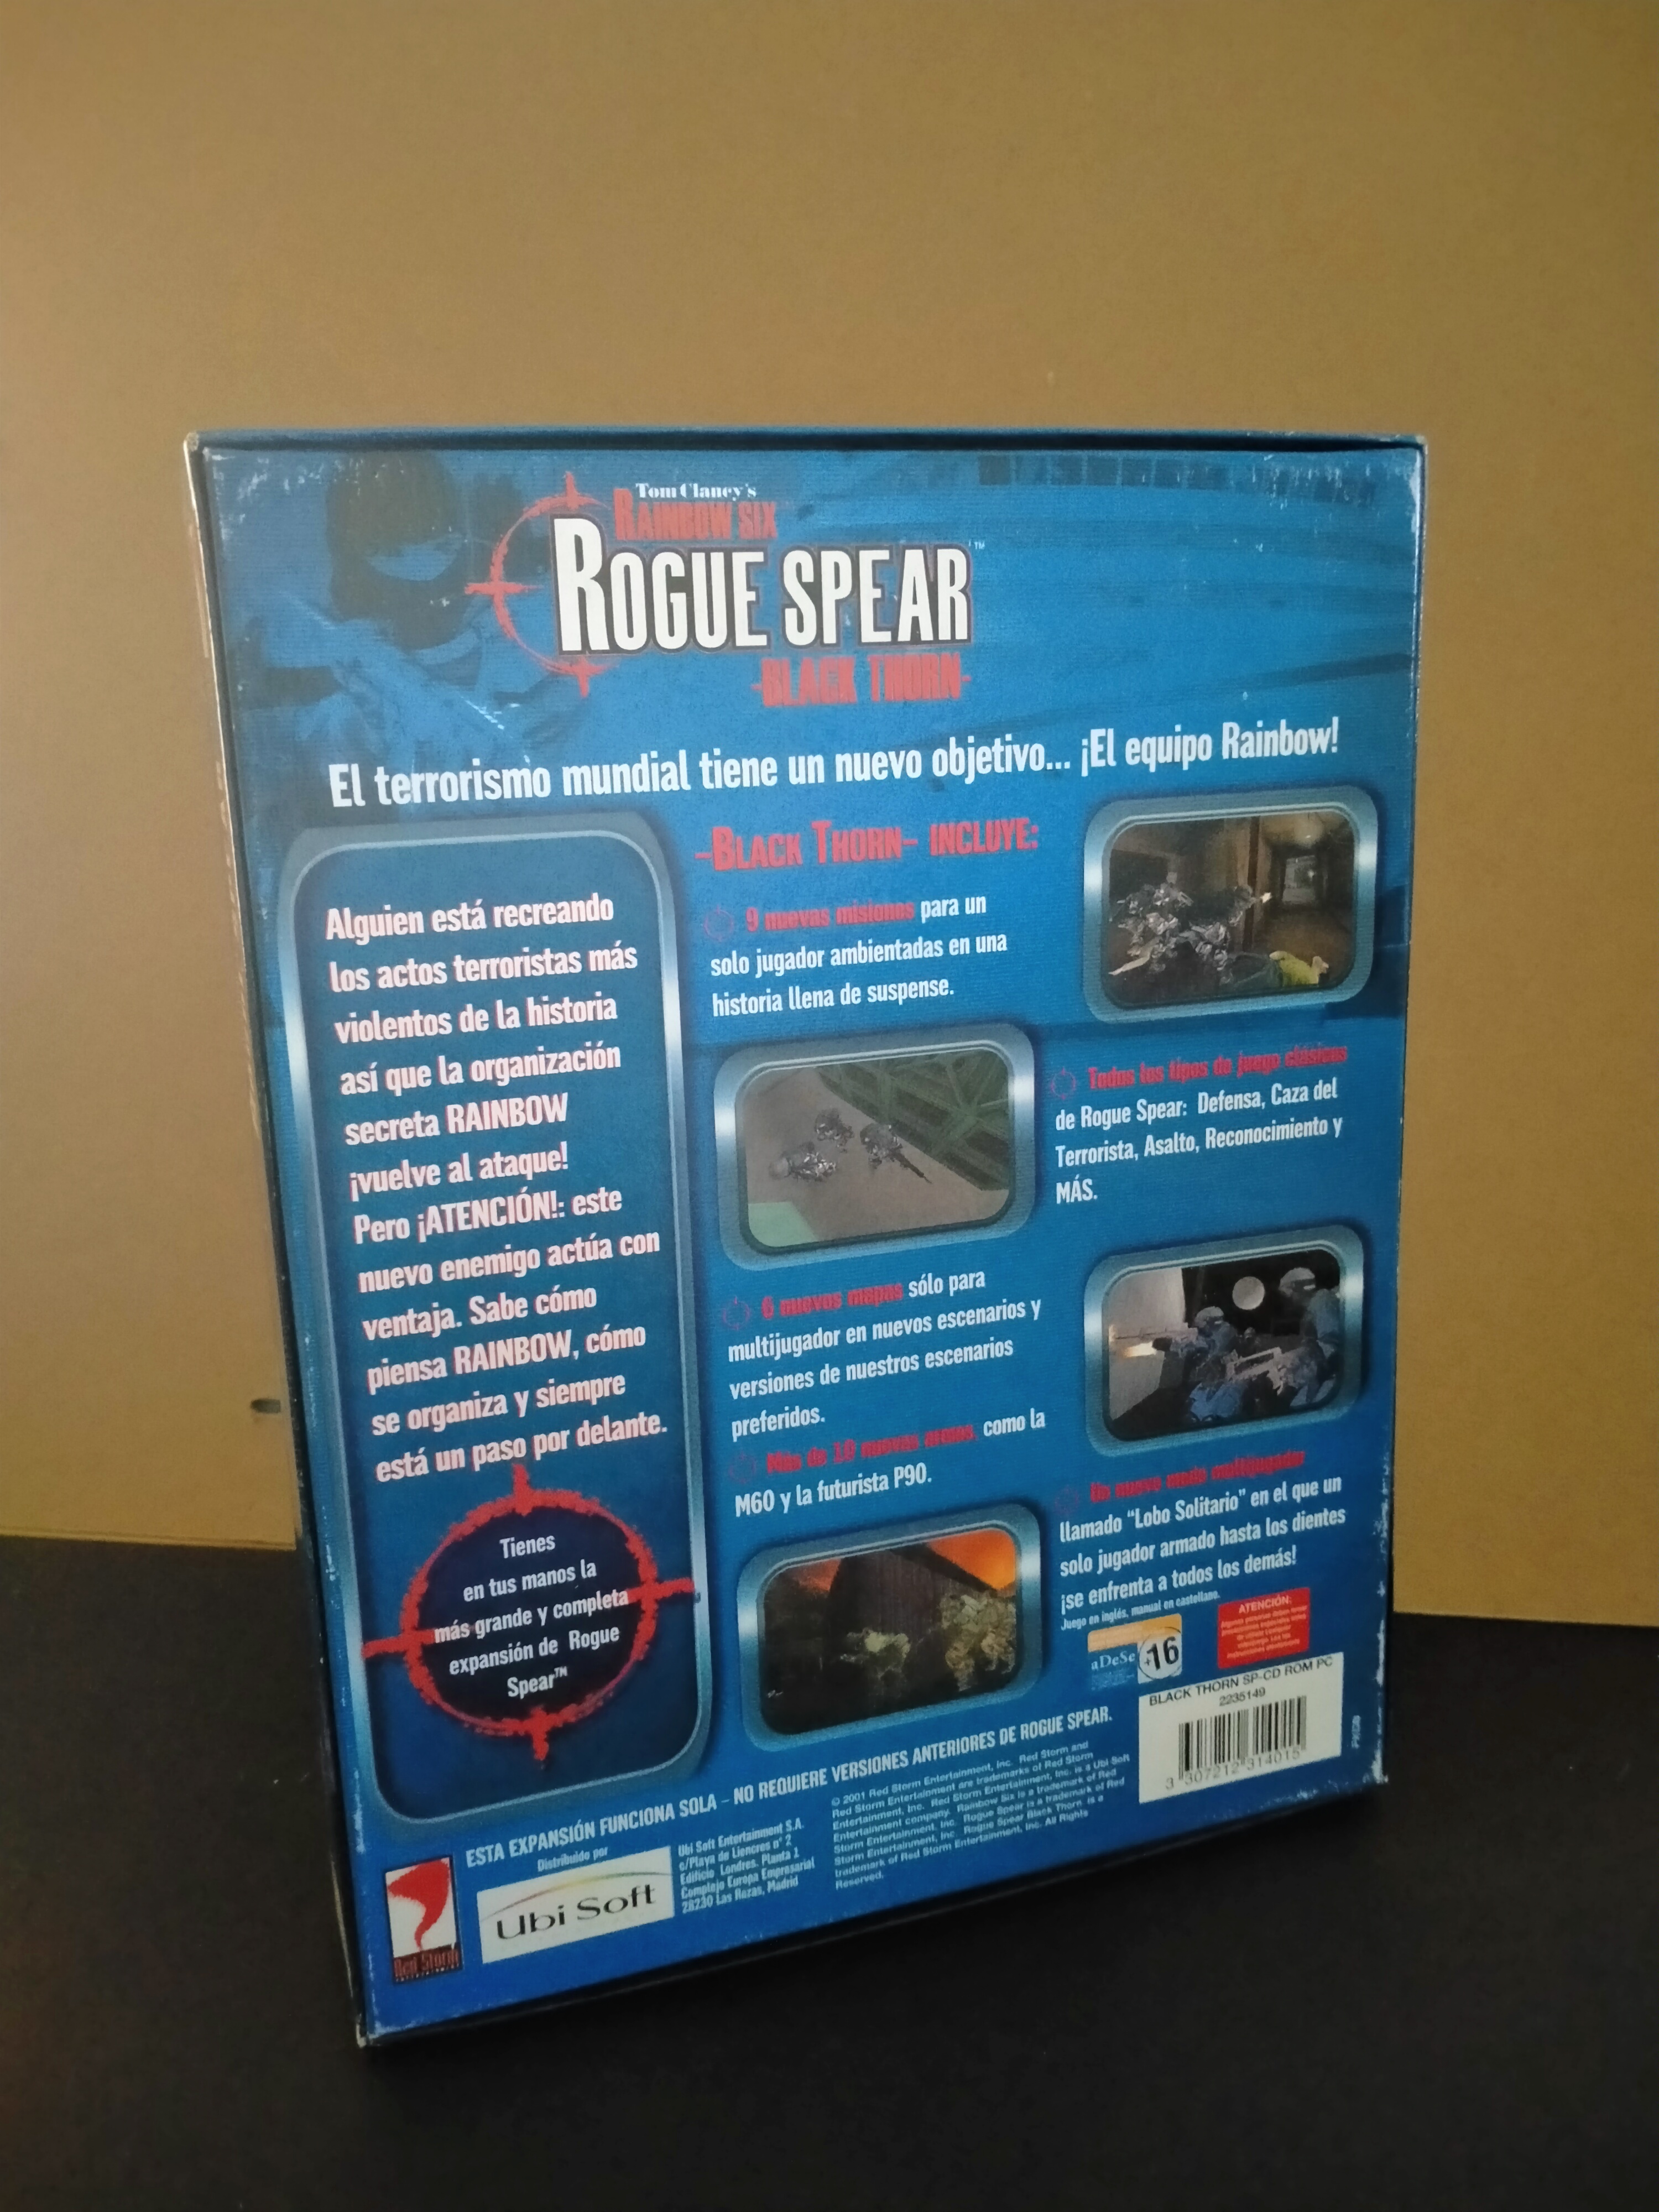 Tom Clancy's
RAINBOW SIX
ROGUE SPEAR™
-BLACK THORN-
El terrorismo mundial tiene un nuevo objetivo... ¡El equipo Rainbow!
Alguien está recreando
los actos terroristas más
violentos de la historia
así que la organización
secreta RAINBOW
¡vuelve al ataque!
Pero ¡ATENCIÓN!: este
nuevo enemigo actúa con
ventaja. Sabe cómo
piensa RAINBOW, cómo
se organiza y siempre
está un paso por delante.
Tienes
en tus manos la
más grande y completa
expansión de Rogue
Spear™
-BLACK THORN- INCLUYE:
9 nuevas misiones para un
solo jugador ambientadas en una
historia llena de suspense.
Todos los tipos de juego clásicos
de Rogue Spear: Defensa, Caza del
Terrorista, Asalto, Reconocimiento y
MÁS.
6 nuevos mapas sólo para
multijugador en nuevos escenarios y
versiones de nuestros escenarios
preferidos.
Más de 10 nuevas armas, como la
M60 y la futurista P90.
Un nuevo modo multijugador
llamado "Lobo Solitario" en el que un
solo jugador armado hasta los dientes
¡se enfrenta a todos los demás!
Juego en inglés, manual en castellano.
aDeSe
+16
ATENCIÓN:
BLACK THORN SP-CD ROM PC
2235149
3 307212 314015
ESTA EXPANSIÓN FUNCIONA SOLA – NO REQUIERE VERSIONES ANTERIORES DE ROGUE SPEAR.
Red Storm
ENTERTAINMENT
Distribuido por
Ubi Soft
Ubi Soft Entertainment S.A.
c/Playa de Liencres nº 2
Edificio Londres. Planta 1
Complejo Europa Empresarial
28230 Las Rozas, Madrid
© 2001 Red Storm Entertainment, Inc. Red Storm and
Red Storm Entertainment are trademarks of Red Storm
Entertainment, Inc. Red Storm Entertainment, Inc. is a Ubi Soft
Entertainment company. Rainbow Six is a trademark of Red
Storm Entertainment, Inc. Rogue Spear is a trademark of Red
Storm Entertainment, Inc. Rogue Spear Black Thorn is a
trademark of Red Storm Entertainment, Inc. All Rights
Reserved.